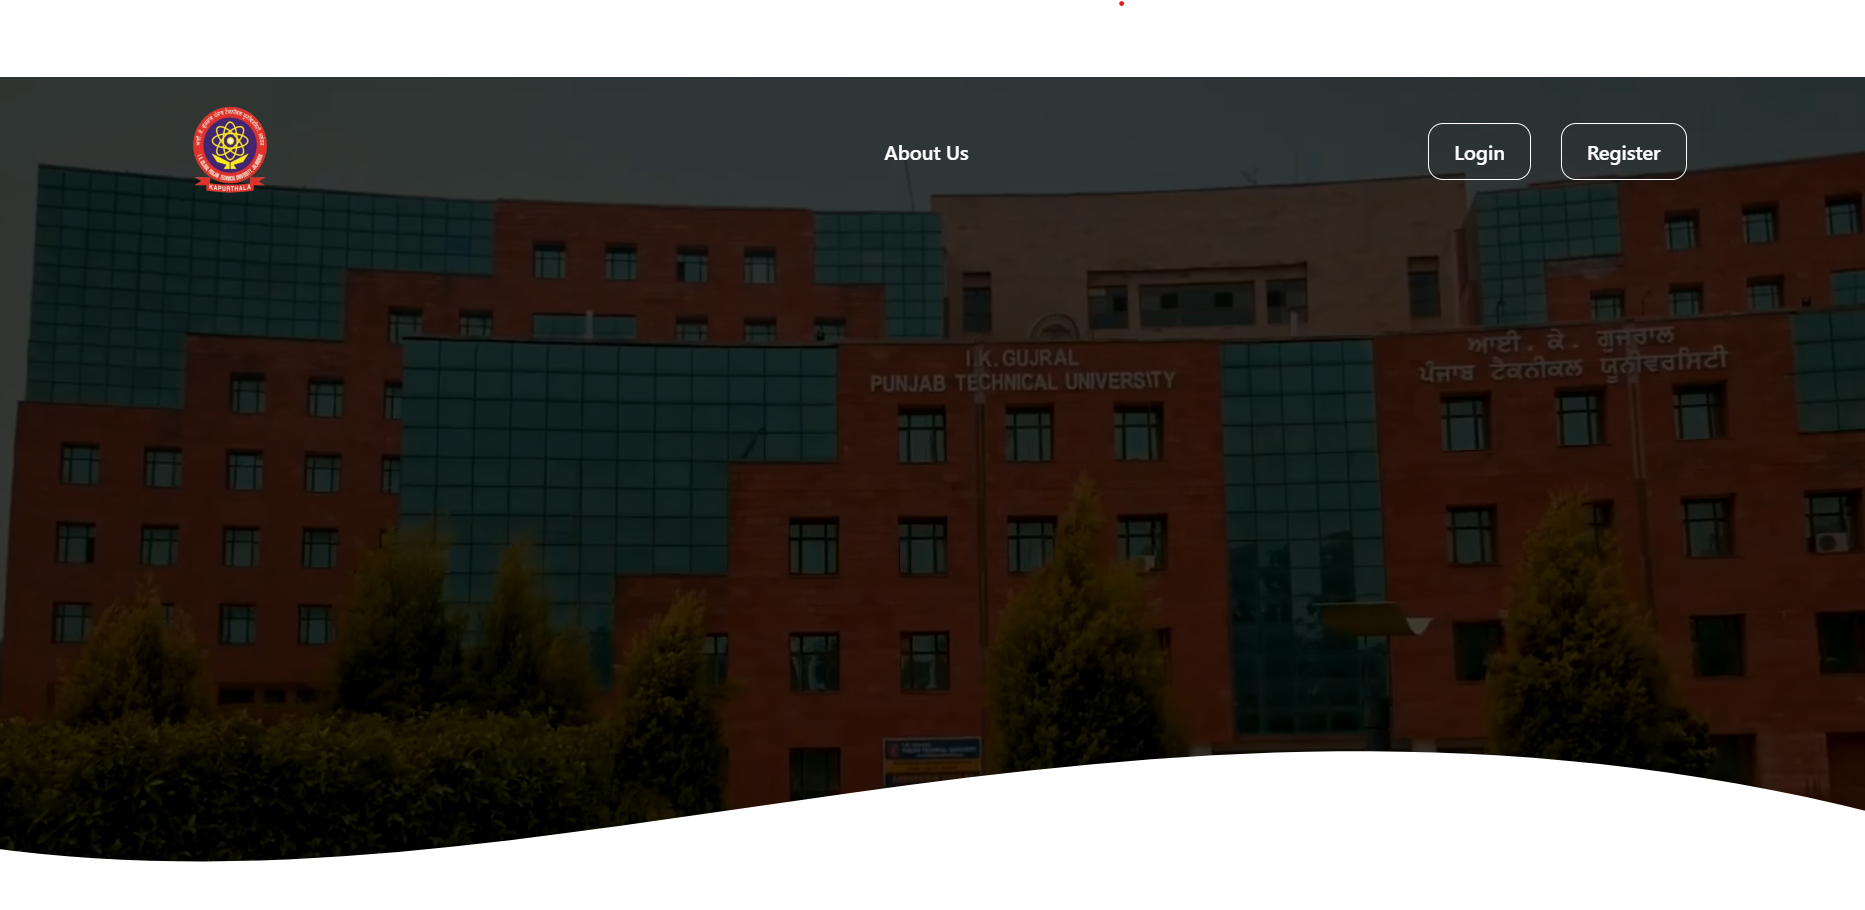 KAPURTHALA
About Us
Login
Register
I.K. GUJRAL
PUNJAB TECHNICAL UNIVERSITY
ਆਈ. ਕੇ. ਗੁਜਰਾਲ
ਪੰਜਾਬ ਟੈਕਨੀਕਲ ਯੂਨੀਵਰਸਿਟੀ